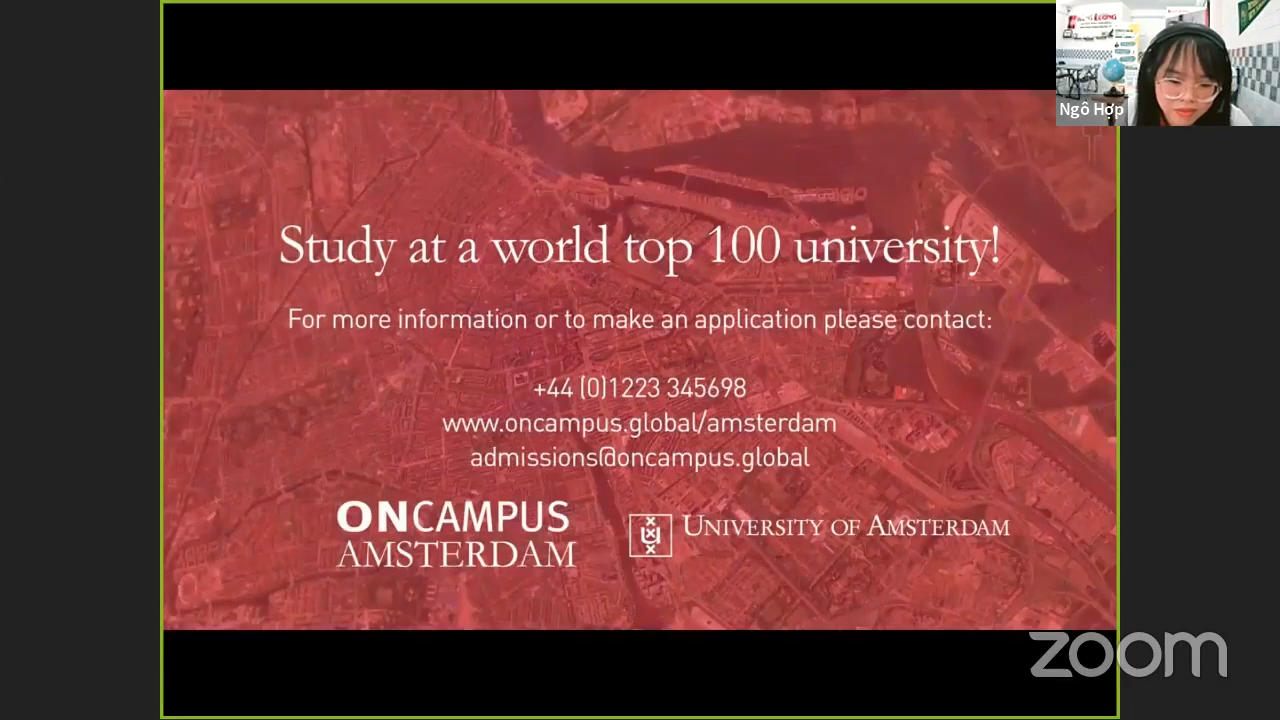 Study at a world top 100 university!
For more information or to make an application please contact:
+44 (0)1223 345698
www.oncampus.global/amsterdam
admissions@oncampus.global
ONCAMPUS
AMSTERDAM
UNIVERSITY OF AMSTERDAM
Ngô Hợp
zoom